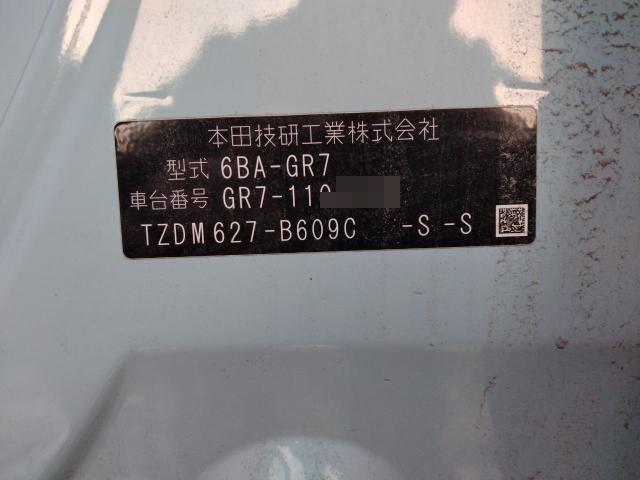 本田技研工業株式会社
型式 6BA-GR7
車台番号 GR7-110
TZDM627-B609C -S -S